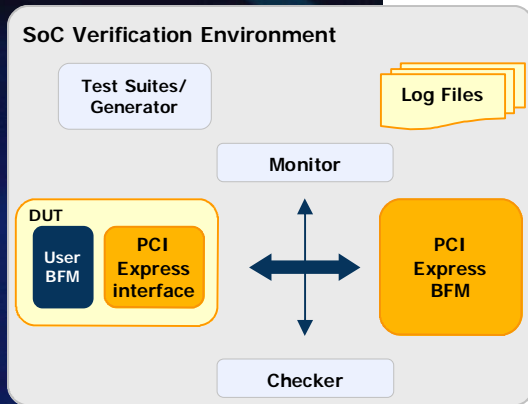 SoC Verification Environment
Test Suites/
Generator
Log Files
Monitor
DUT
User
BFM
PCI
Express
interface
PCI
Express
BFM
Checker